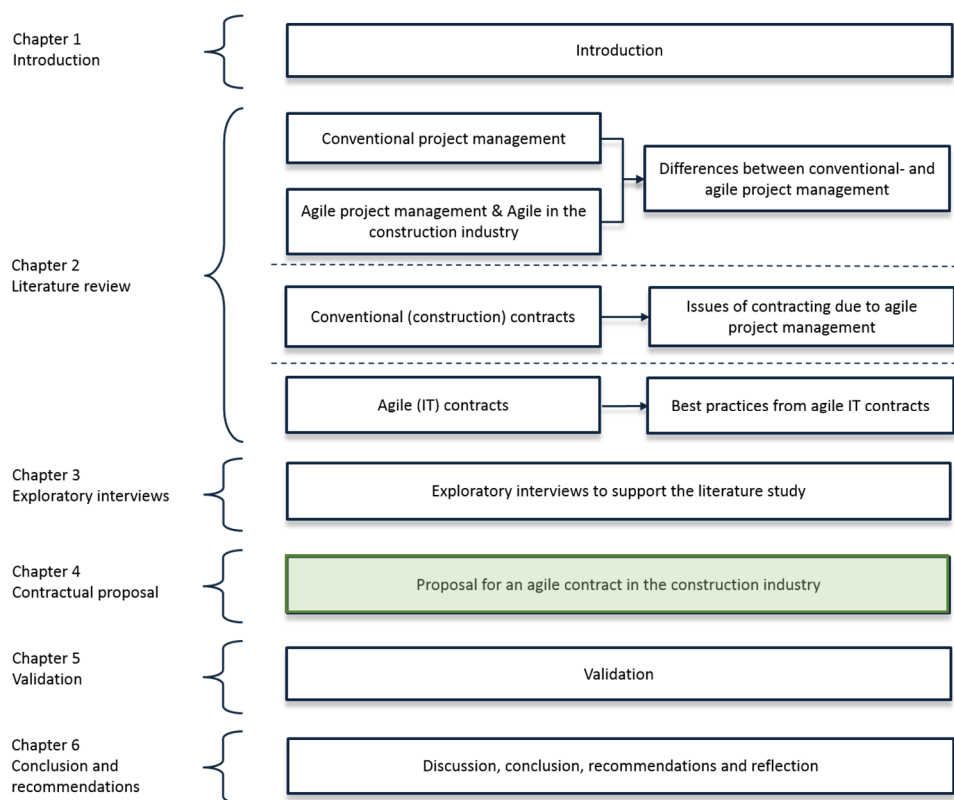 Chapter 1
Introduction
Introduction
Conventional project management
Agile project management & Agile in the
construction industry
Differences between conventional- and
agile project management
Chapter 2
Literature review
Conventional (construction) contracts
Issues of contracting due to agile
project management
Agile (IT) contracts
Best practices from agile IT contracts
Chapter 3
Exploratory interviews
Exploratory interviews to support the literature study
Chapter 4
Contractual proposal
Proposal for an agile contract in the construction industry
Chapter 5
Validation
Validation
Chapter 6
Conclusion and
recommendations
Discussion, conclusion, recommendations and reflection